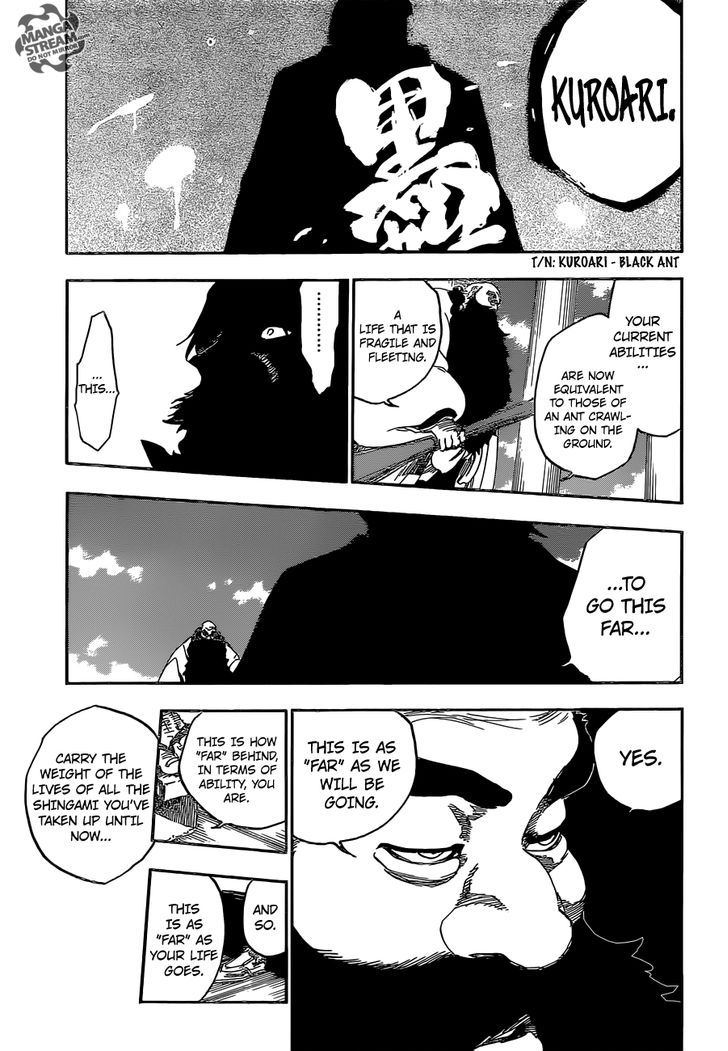 MANGA
STREAM
DO NOT MIRROR
KUROARI.
黒蟻
T/N: KUROARI - BLACK ANT
YOUR
CURRENT
ABILITIES
...
ARE NOW
EQUIVALENT
TO THOSE OF
AN ANT CRAWL-
ING ON THE
GROUND.
A
LIFE THAT IS
FRAGILE AND
FLEETING.
.........
...
THIS...
...TO
GO THIS
FAR...
YES.
THIS IS AS
"FAR" AS WE
WILL BE
GOING.
THIS IS HOW
"FAR" BEHIND,
IN TERMS OF
ABILITY, YOU
ARE.
CARRY THE
WEIGHT OF THE
LIVES OF ALL THE
SHINGAMI YOU'VE
TAKEN UP UNTIL
NOW...
AND
SO.
THIS
IS AS
"FAR" AS
YOUR LIFE
GOES.